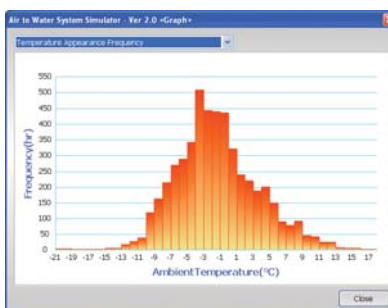 Air to Water System Simulator - Ver 2.0 <Graph>
Temperature Appearance Frequency
Frequency(hr)
550
500
450
400
350
300
250
200
150
100
50
0
-21 -19 -17 -15 -13 -11 -9 -7 -5 -3 -1 1 3 5 7 9 11 13 15 17
Ambient Temperature(°C)
Close